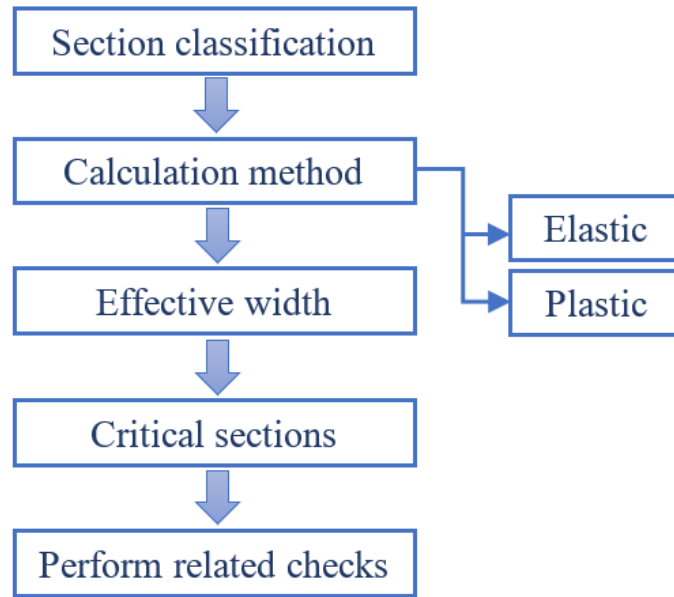 Section classification
Calculation method
Elastic
Plastic
Effective width
Critical sections
Perform related checks